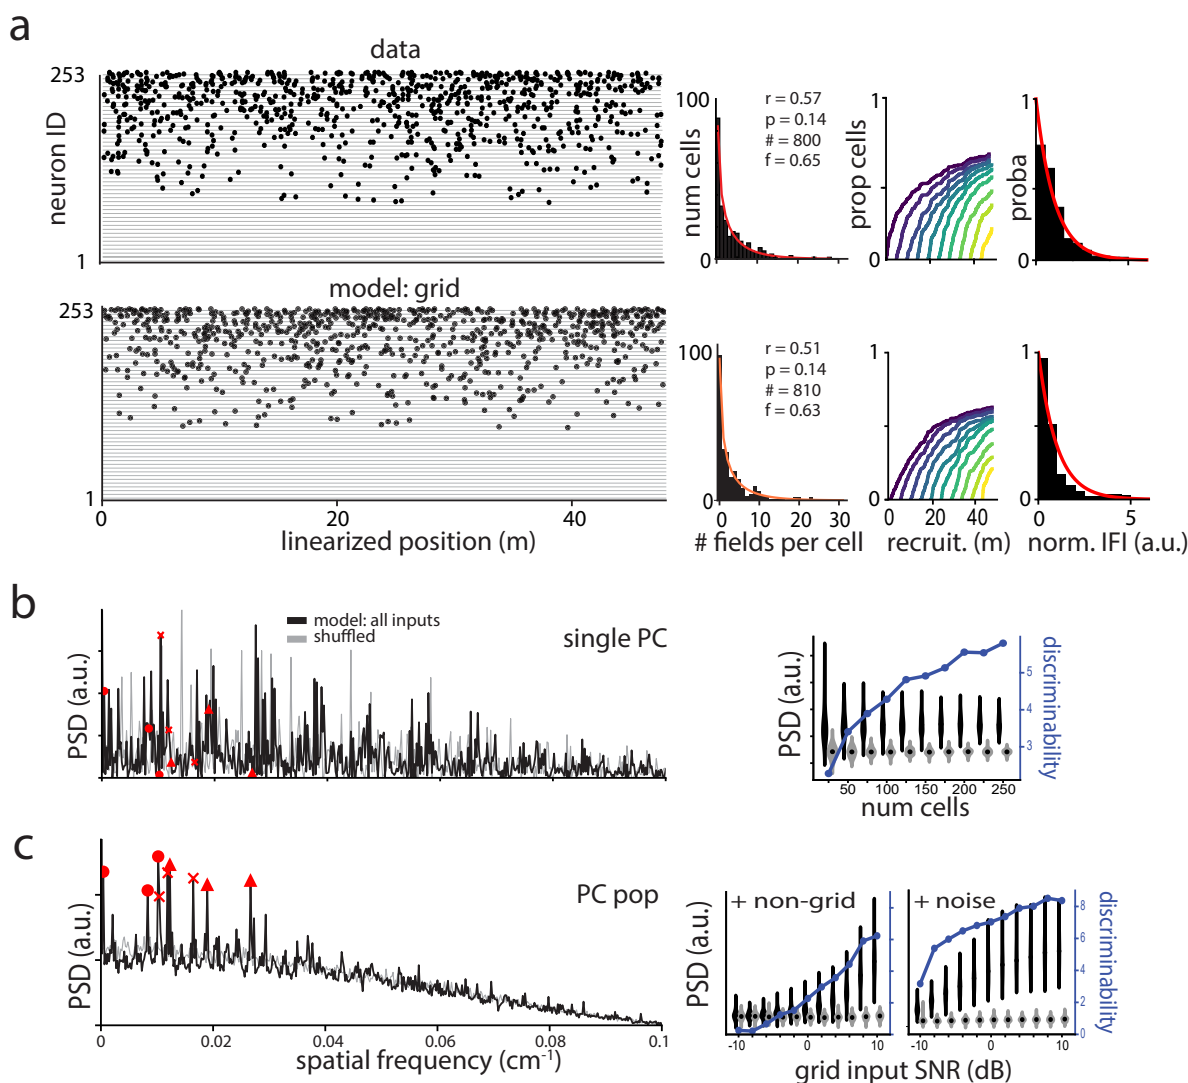 a
data
253
neuron ID
1
100
num cells
0
r = 0.57
p = 0.14
# = 800
f = 0.65
1
prop cells
0
1
proba
0
model: grid
253
1
0
20
40
linearized position (m)
100
0
r = 0.51
p = 0.14
# = 810
f = 0.63
0 10 20 30
# fields per cell
1
0
0 20 40
recruit. (m)
1
0
0 5
norm. IFI (a.u.)
b
model: all inputs
shuffled
single PC
PSD (a.u.)
PSD (a.u.)
5
4
3
discriminability
50 100 150 200 250
num cells
c
PC pop
PSD (a.u.)
0 0.02 0.04 0.06 0.08 0.1
spatial frequency (cm⁻¹)
+ non-grid
+ noise
PSD (a.u.)
8
6
4
2
0
discriminability
-10 0 10
-10 0 10
grid input SNR (dB)